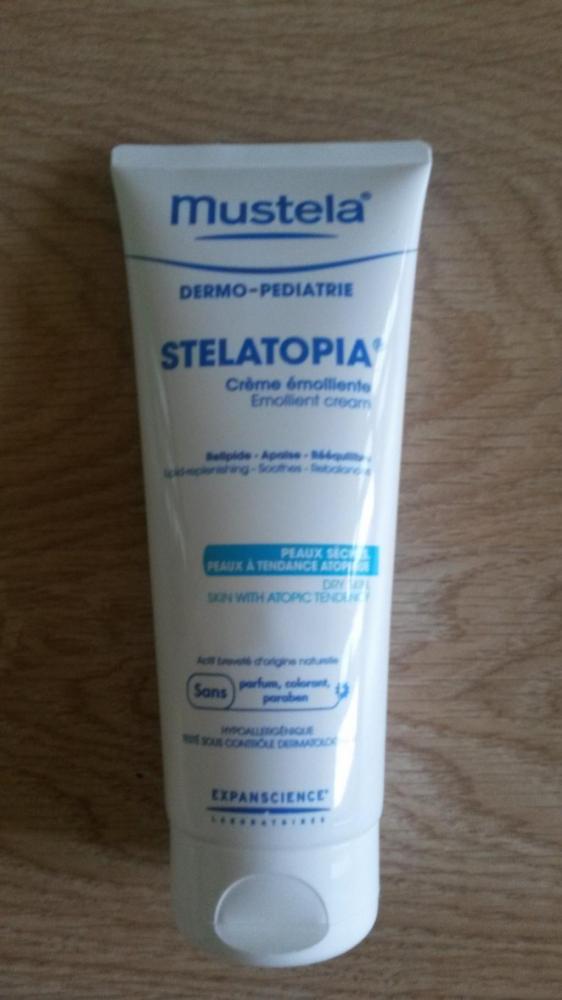 mustela®
DERMO-PEDIATRIE
STELATOPIA®
Crème émolliente
Emollient cream
Relipide - Apaise - Rééquilibre
Lipid-replenishing - Soothes - Rebalances
PEAUX SÈCHES,
PEAUX À TENDANCE ATOPIQUE
DRY SKIN,
SKIN WITH ATOPIC TENDENCY
Actif breveté d'origine naturelle
Sans parfum, colorant,
paraben
HYPOALLERGÉNIQUE
TESTÉ SOUS CONTRÔLE
EXPANSCIENCE®
LABORATOIRES